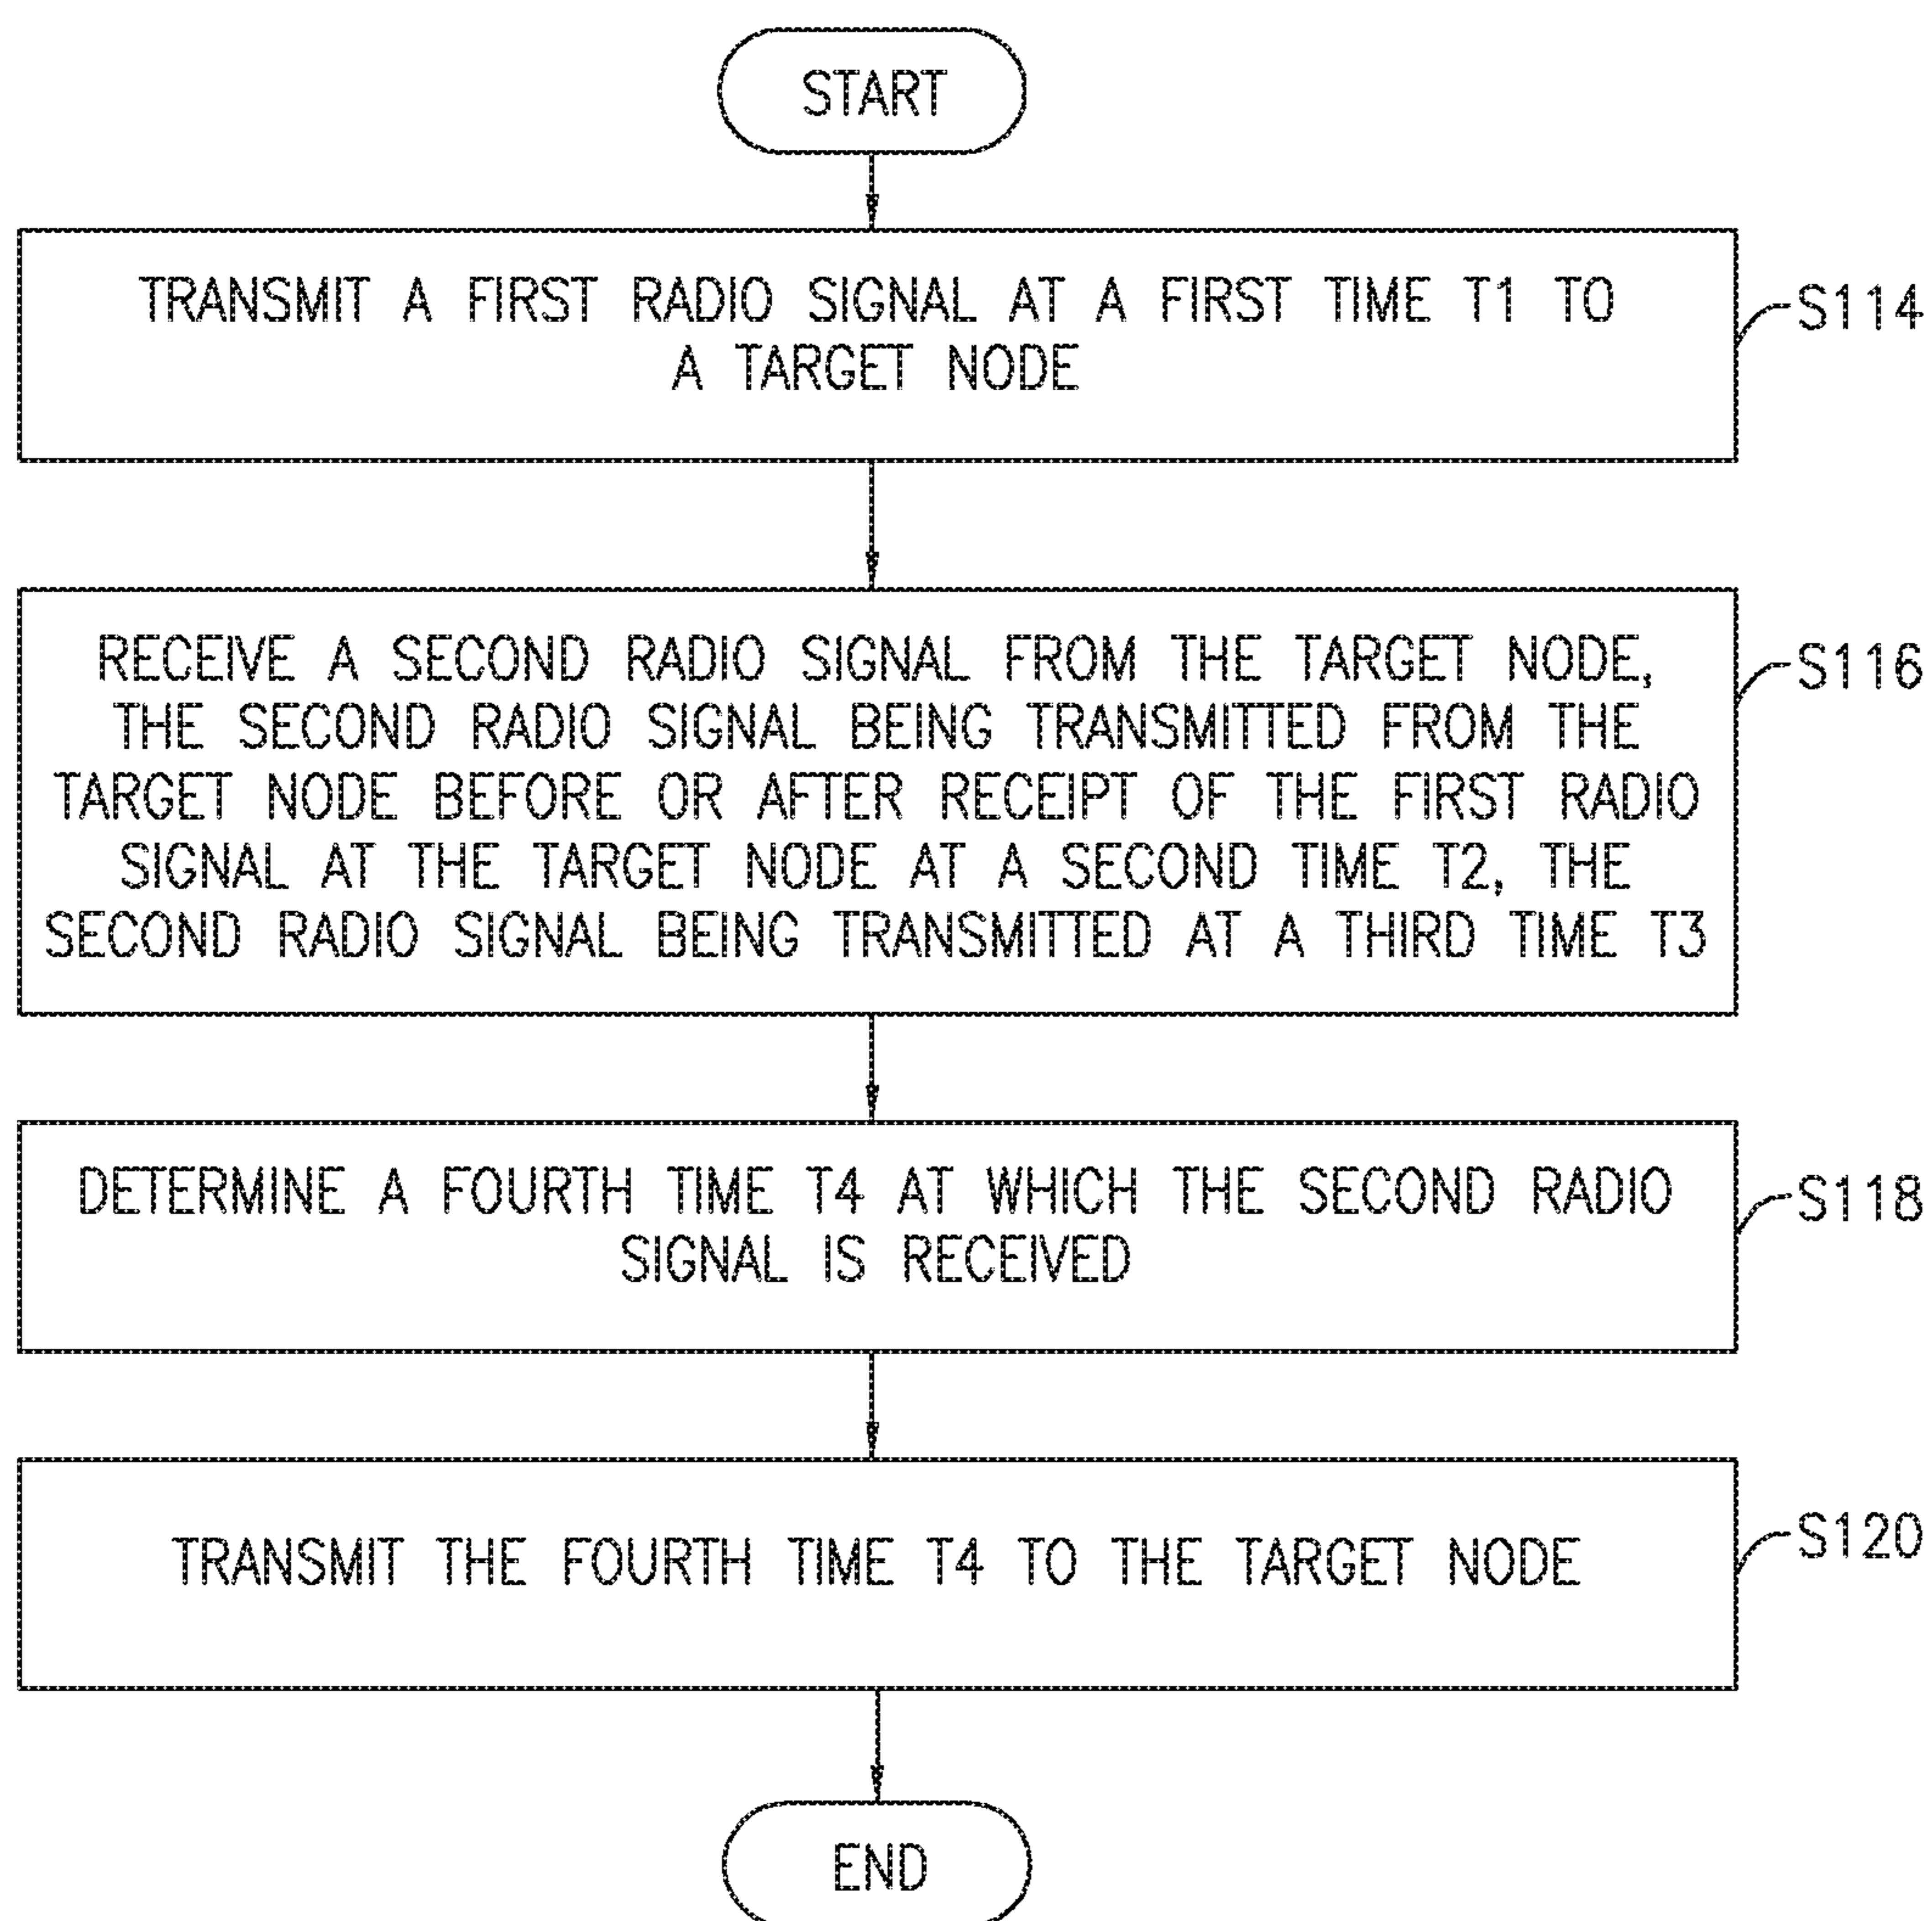 START
TRANSMIT A FIRST RADIO SIGNAL AT A FIRST TIME T1 TO
A TARGET NODE
S114
RECEIVE A SECOND RADIO SIGNAL FROM THE TARGET NODE,
THE SECOND RADIO SIGNAL BEING TRANSMITTED FROM THE
TARGET NODE BEFORE OR AFTER RECEIPT OF THE FIRST RADIO
SIGNAL AT THE TARGET NODE AT A SECOND TIME T2, THE
SECOND RADIO SIGNAL BEING TRANSMITTED AT A THIRD TIME T3
S116
DETERMINE A FOURTH TIME T4 AT WHICH THE SECOND RADIO
SIGNAL IS RECEIVED
S118
TRANSMIT THE FOURTH TIME T4 TO THE TARGET NODE
S120
END